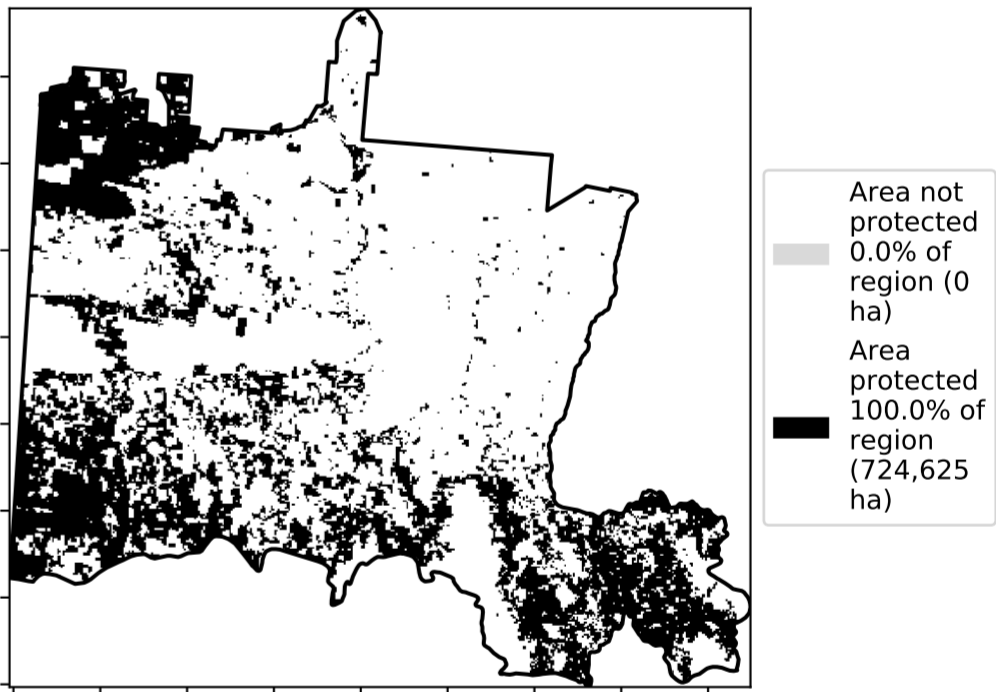 Area not
protected
0.0% of
region (0
ha)
Area
protected
100.0% of
region
(724,625
ha)